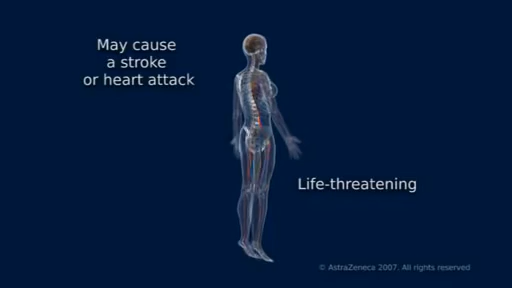 May cause
a stroke
or heart attack
Life-threatening
© AstraZeneca 2007. All rights reserved